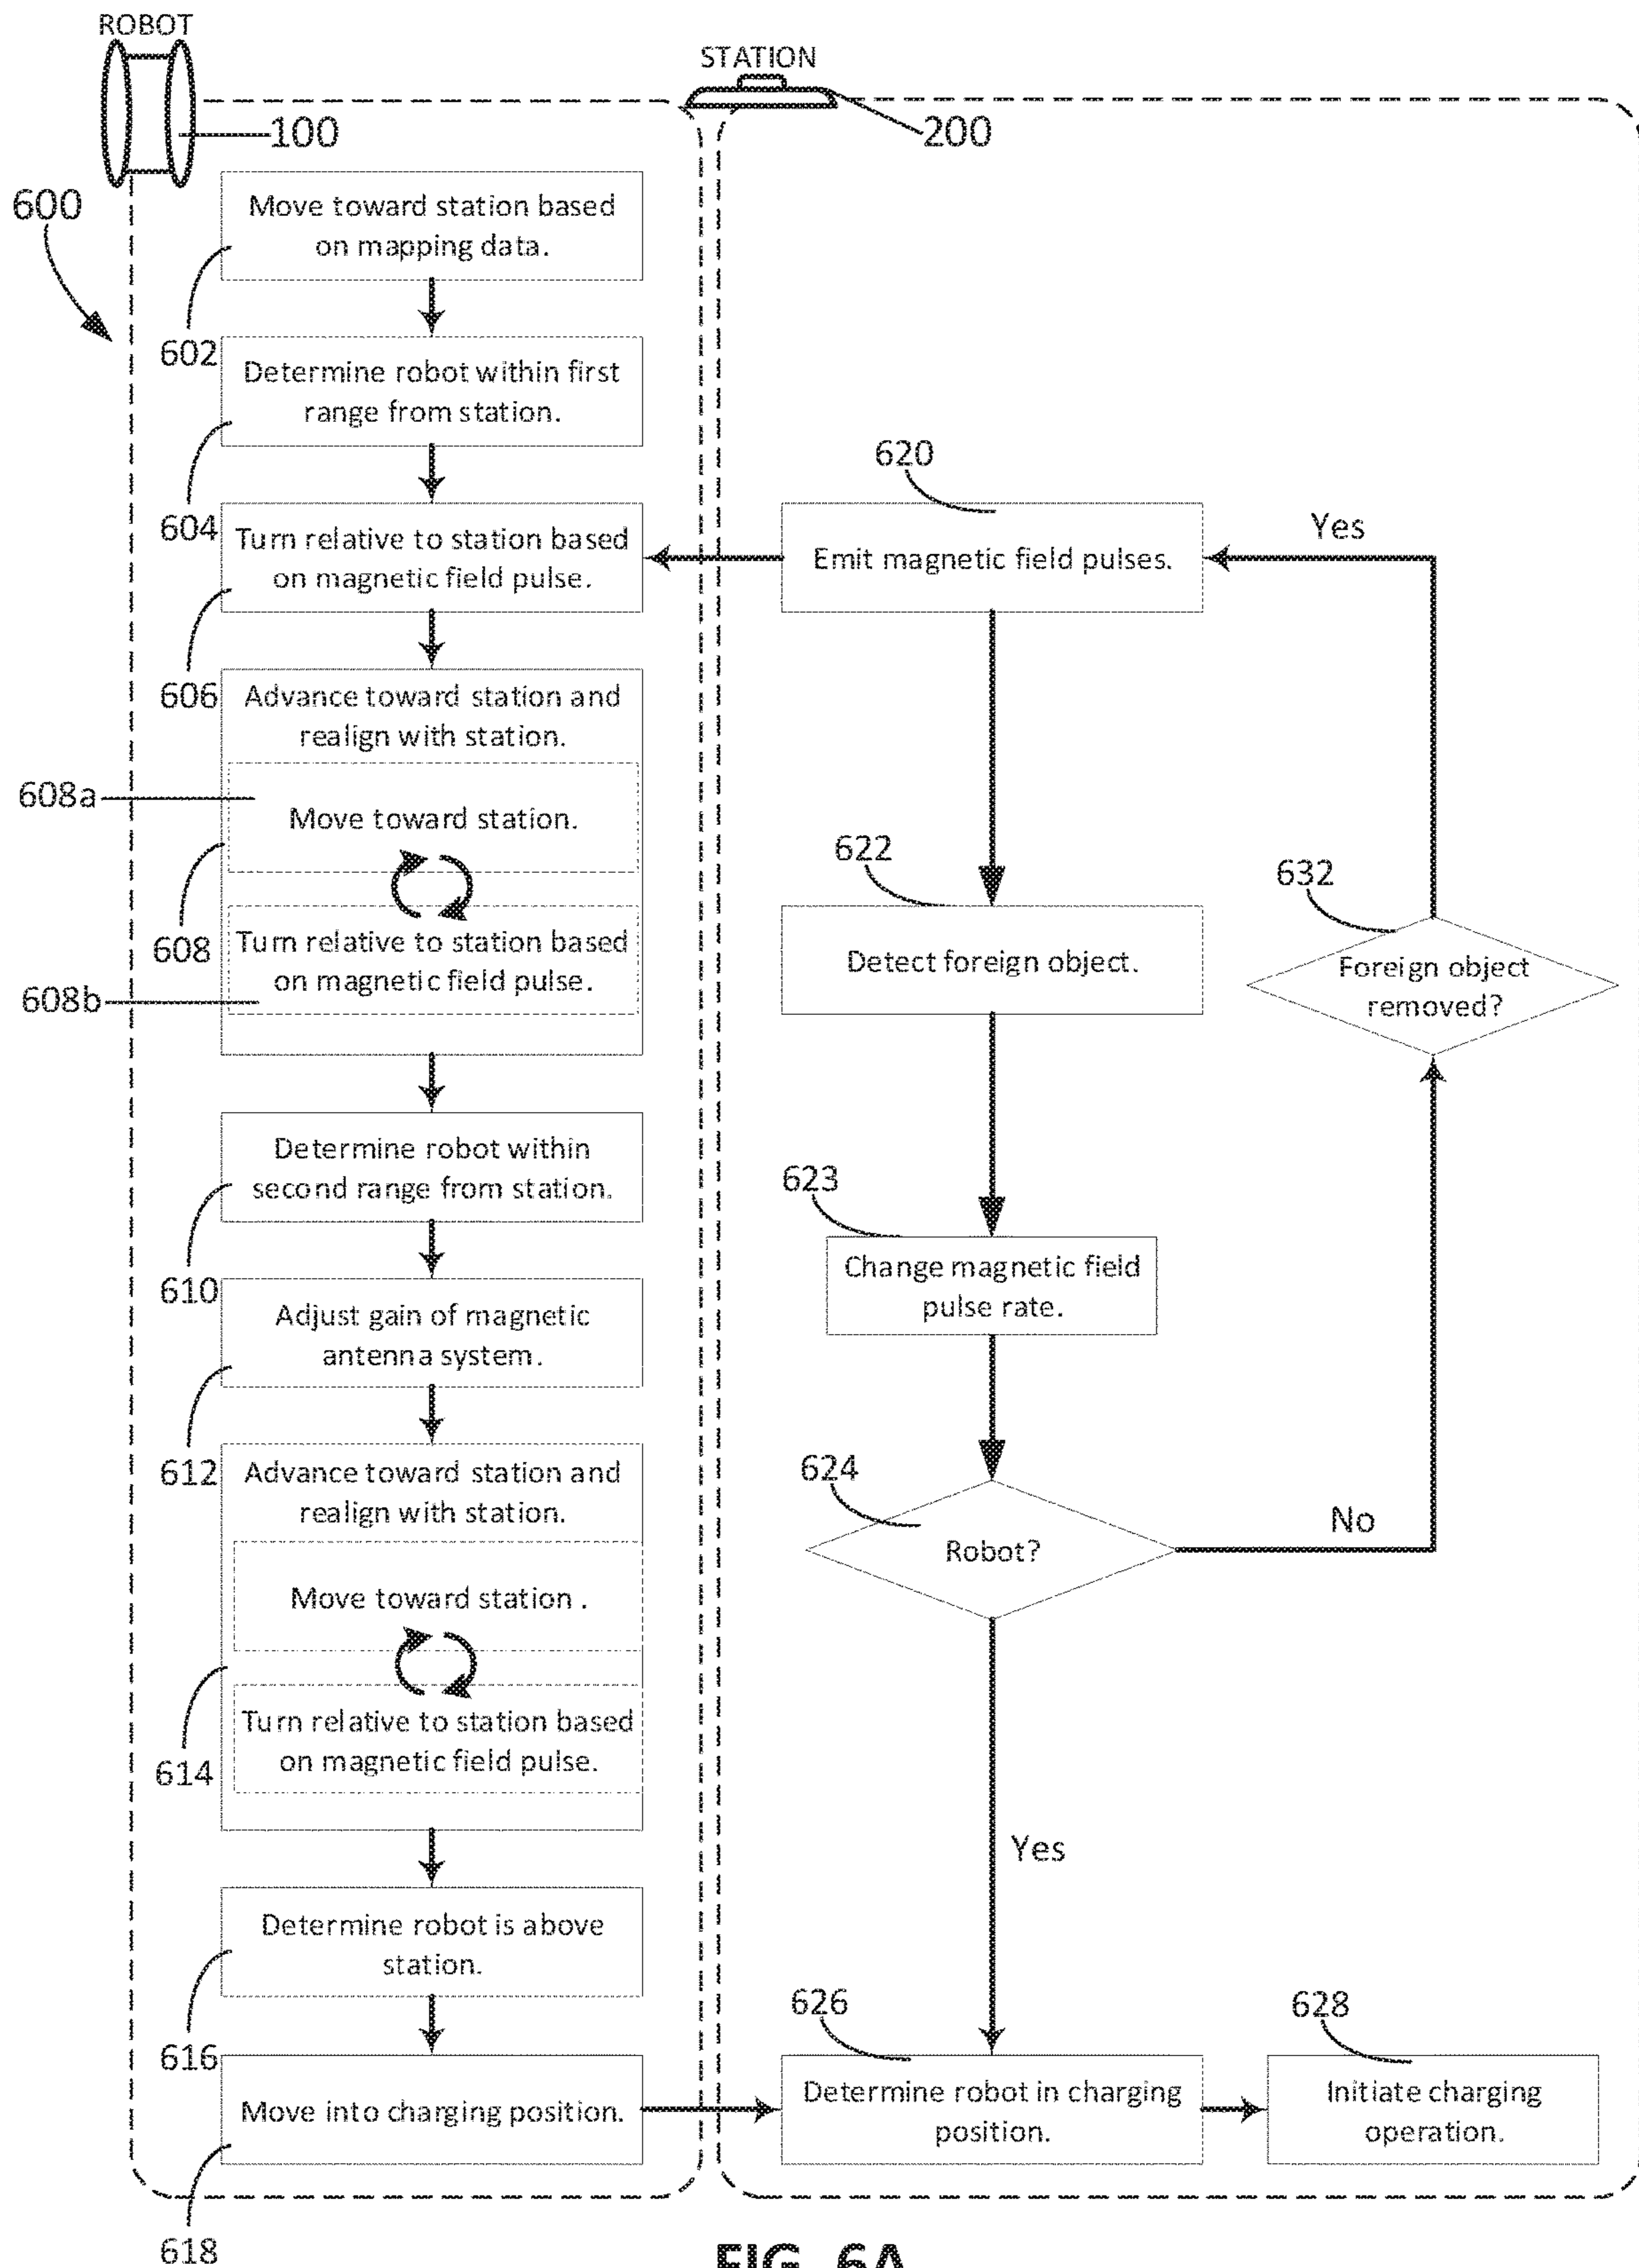 ROBOT
100
STATION
200
600
Move toward station based
on mapping data.
602
Determine robot within first
range from station.
604
Turn relative to station based
on magnetic field pulse.
606
Advance toward station and
realign with station.
608a
Move toward station.
608
Turn relative to station based
on magnetic field pulse.
608b
Determine robot within
second range from station.
610
Adjust gain of magnetic
antenna system.
612
Advance toward station and
realign with station.
Move toward station .
Turn relative to station based
on magnetic field pulse.
614
Determine robot is above
station.
616
Move into charging position.
618
620
Emit magnetic field pulses.
Yes
622
Detect foreign object.
632
Foreign object
removed?
623
Change magnetic field
pulse rate.
624
Robot?
No
Yes
626
Determine robot in charging
position.
628
Initiate charging
operation.
FIG. 6A